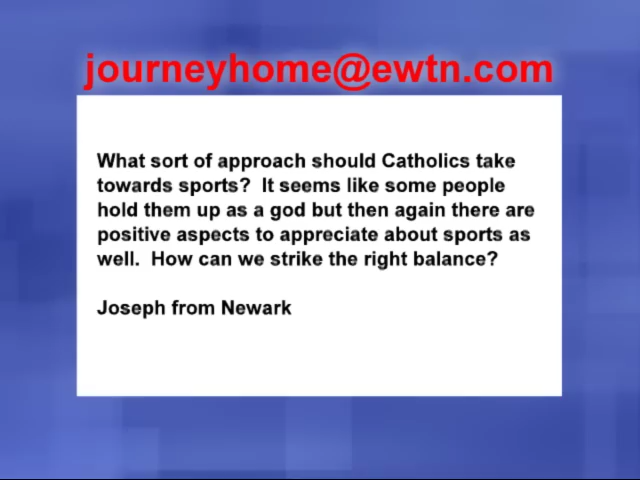 journeyhome@ewtn.com
What sort of approach should Catholics take
towards sports?  It seems like some people
hold them up as a god but then again there are
positive aspects to appreciate about sports as
well.  How can we strike the right balance?
Joseph from Newark